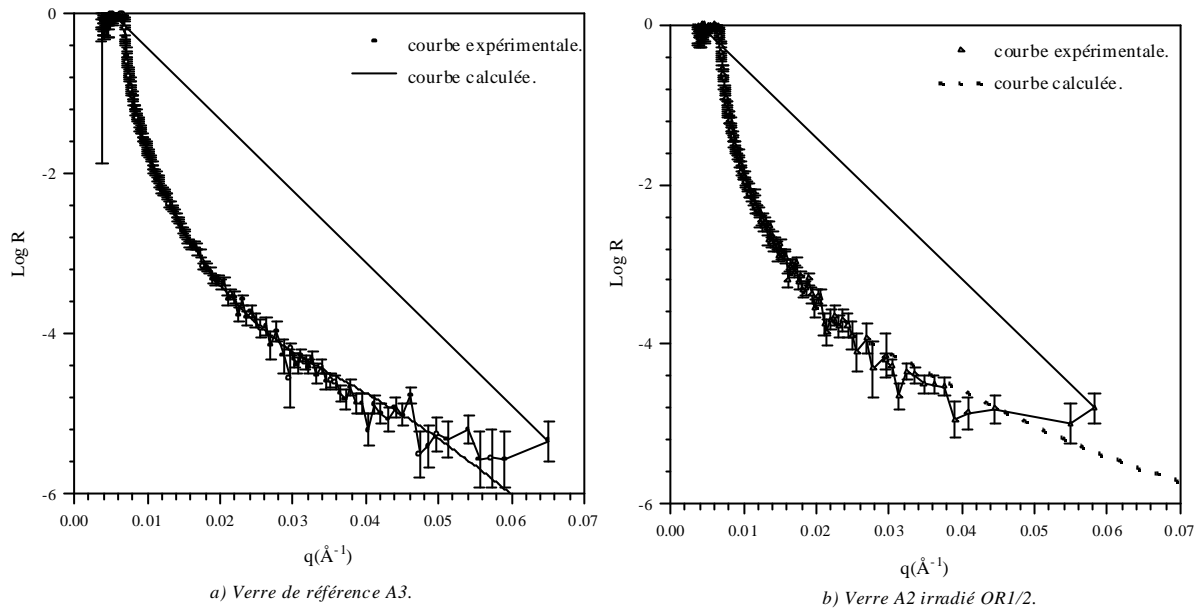 0
-2
-4
-6
Log R
0.00 0.01 0.02 0.03 0.04 0.05 0.06 0.07
q(Å⁻¹)
courbe expérimentale.
courbe calculée.
a) Verre de référence A3.
0
-2
-4
-6
Log R
0.00 0.01 0.02 0.03 0.04 0.05 0.06 0.07
q(Å⁻¹)
courbe expérimentale.
courbe calculée.
b) Verre A2 irradié OR1/2.